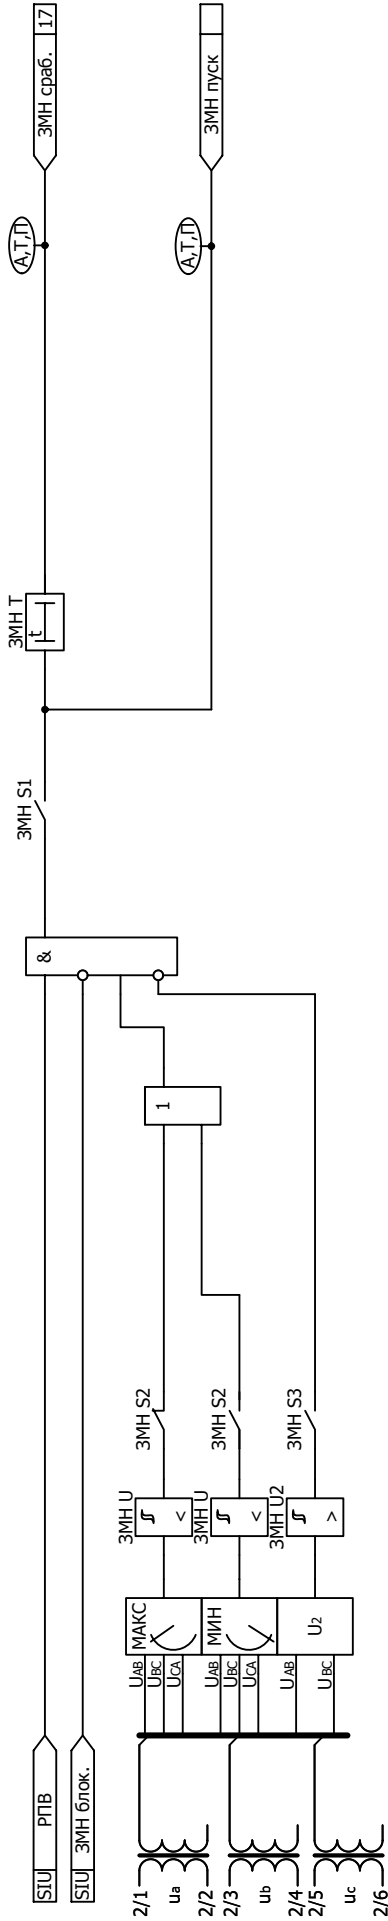 SIU РПВ
SIU ЗМН блок.
2/1
ua
2/2
2/3
ub
2/4
2/5
uc
2/6
UAB
UBC
UCA
UAB
UBC
UCA
UAB
UBC
МАКС
МИН
U2
ЗМН U
<
ЗМН U
<
ЗМН U2
>
ЗМН S2
ЗМН S2
ЗМН S3
1
&
ЗМН S1
ЗМН T
t
А,Т,П
А,Т,П
ЗМН сраб. 17
ЗМН пуск